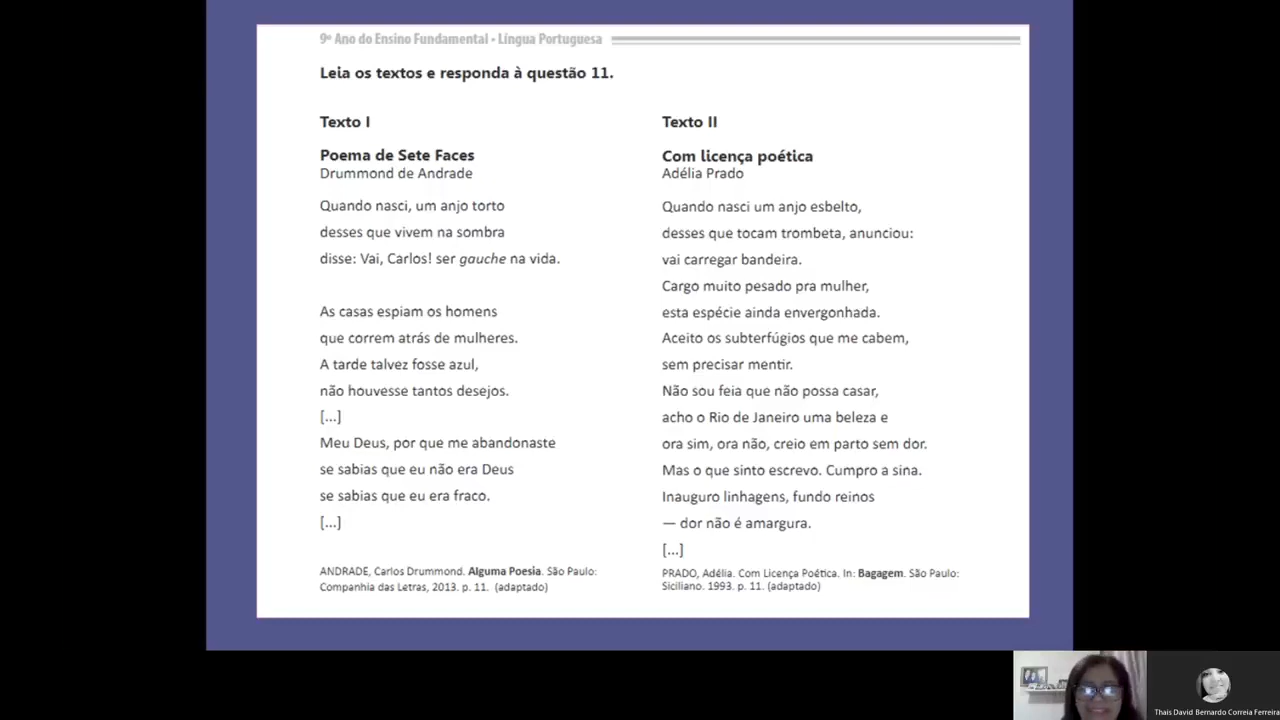 9º Ano do Ensino Fundamental • Língua Portuguesa
Leia os textos e responda à questão 11.
Texto I
Poema de Sete Faces
Drummond de Andrade
Quando nasci, um anjo torto
desses que vivem na sombra
disse: Vai, Carlos! ser gauche na vida.
As casas espiam os homens
que correm atrás de mulheres.
A tarde talvez fosse azul,
não houvesse tantos desejos.
[...]
Meu Deus, por que me abandonaste
se sabias que eu não era Deus
se sabias que eu era fraco.
[...]
ANDRADE, Carlos Drummond. Alguma Poesia. São Paulo:
Companhia das Letras, 2013. p. 11. (adaptado)
Texto II
Com licença poética
Adélia Prado
Quando nasci um anjo esbelto,
desses que tocam trombeta, anunciou:
vai carregar bandeira.
Cargo muito pesado pra mulher,
esta espécie ainda envergonhada.
Aceito os subterfúgios que me cabem,
sem precisar mentir.
Não sou feia que não possa casar,
acho o Rio de Janeiro uma beleza e
ora sim, ora não, creio em parto sem dor.
Mas o que sinto escrevo. Cumpro a sina.
Inauguro linhagens, fundo reinos
— dor não é amargura.
[...]
PRADO, Adélia. Com Licença Poética. In: Bagagem. São Paulo:
Siciliano. 1993. p. 11. (adaptado)
Thaís David Bernardo Correia Ferreira